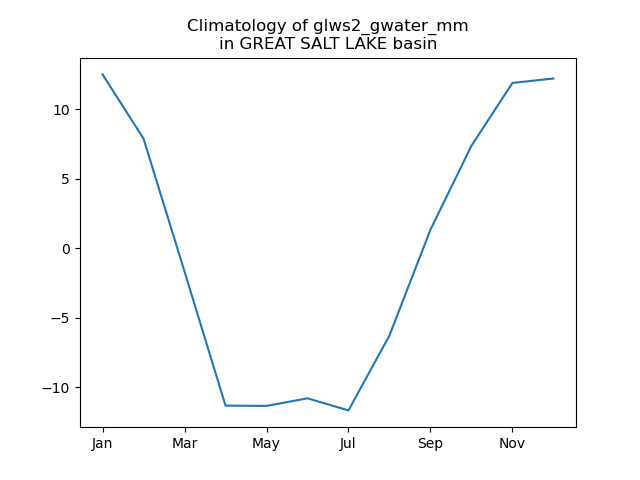 Climatology of glws2_gwater_mm
in GREAT SALT LAKE basin
10
5
0
−5
−10
Jan Mar May Jul Sep Nov